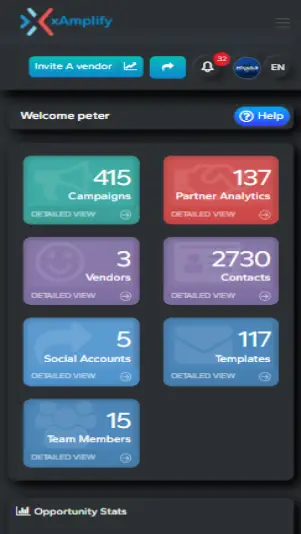 xAmplify
Invite A vendor
32
EN
Welcome peter
Help
415
Campaigns
DETAILED VIEW
137
Partner Analytics
DETAILED VIEW
3
Vendors
DETAILED VIEW
2730
Contacts
DETAILED VIEW
5
Social Accounts
DETAILED VIEW
117
Templates
DETAILED VIEW
15
Team Members
DETAILED VIEW
Opportunity Stats